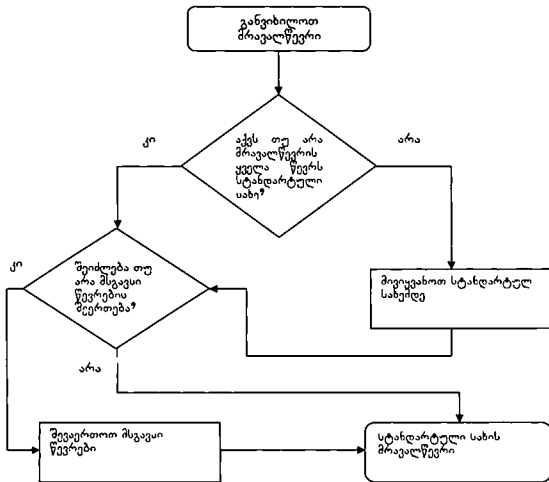 განვიხილოთ
მრავალწევრი
კი
აქვს თუ არა
მრავალწევრის
ყველა წევრს
სტანდარტული
სახე?
არა
კი
შეიძლება თუ
არა მსგავსი
წევრების
შეერთება?
მივიყვანოთ სტანდარტულ
სახემდე
არა
შევაერთოთ მსგავსი
წევრები
სტანდარტული სახის
მრავალწევრი